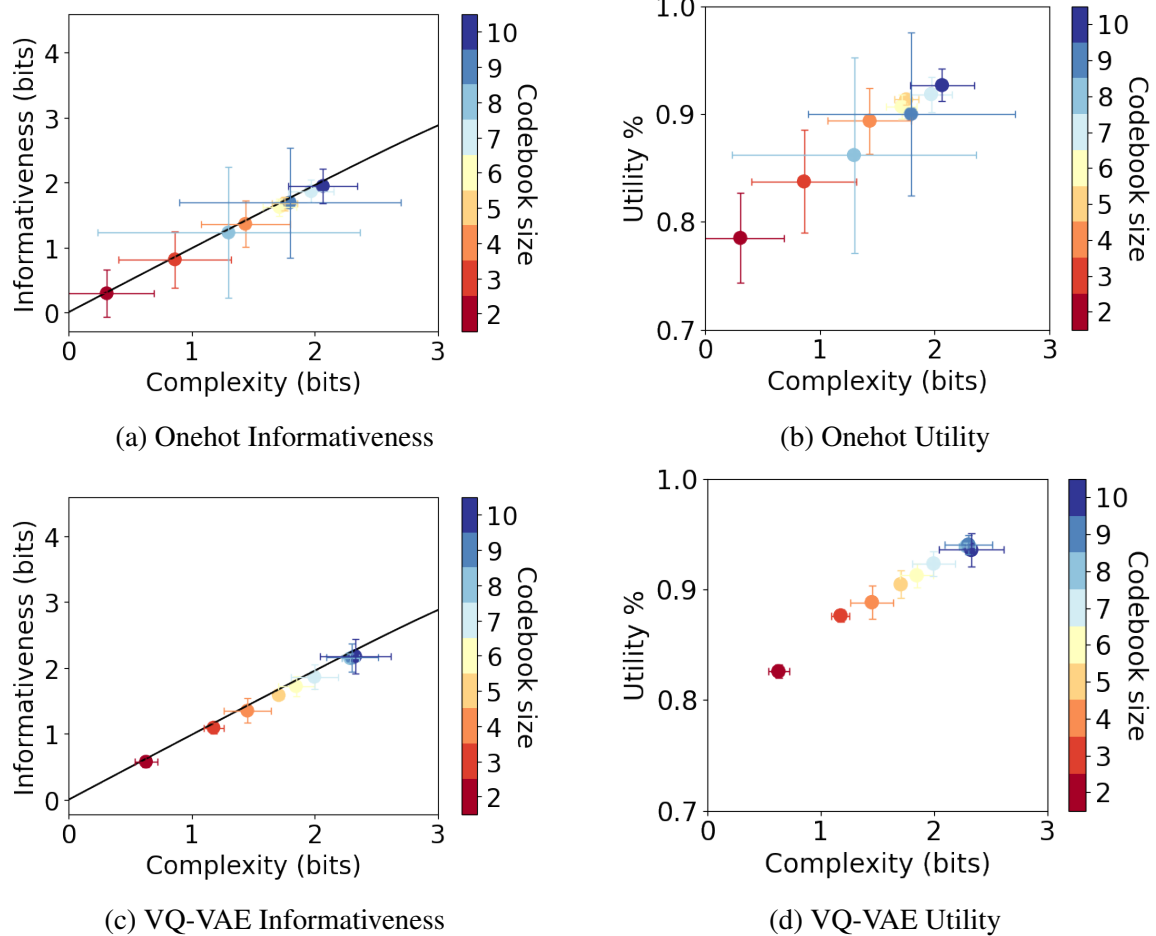 4
3
2
1
0
0 1 2 3
Informativeness (bits)
Complexity (bits)
10
9
8
7
6
5
4
3
2
Codebook size
(a) Onehot Informativeness
1.0
0.9
0.8
0.7
0 1 2 3
Utility %
Complexity (bits)
10
9
8
7
6
5
4
3
2
Codebook size
(b) Onehot Utility
4
3
2
1
0
0 1 2 3
Informativeness (bits)
Complexity (bits)
10
9
8
7
6
5
4
3
2
Codebook size
(c) VQ-VAE Informativeness
1.0
0.9
0.8
0.7
0 1 2 3
Utility %
Complexity (bits)
10
9
8
7
6
5
4
3
2
Codebook size
(d) VQ-VAE Utility